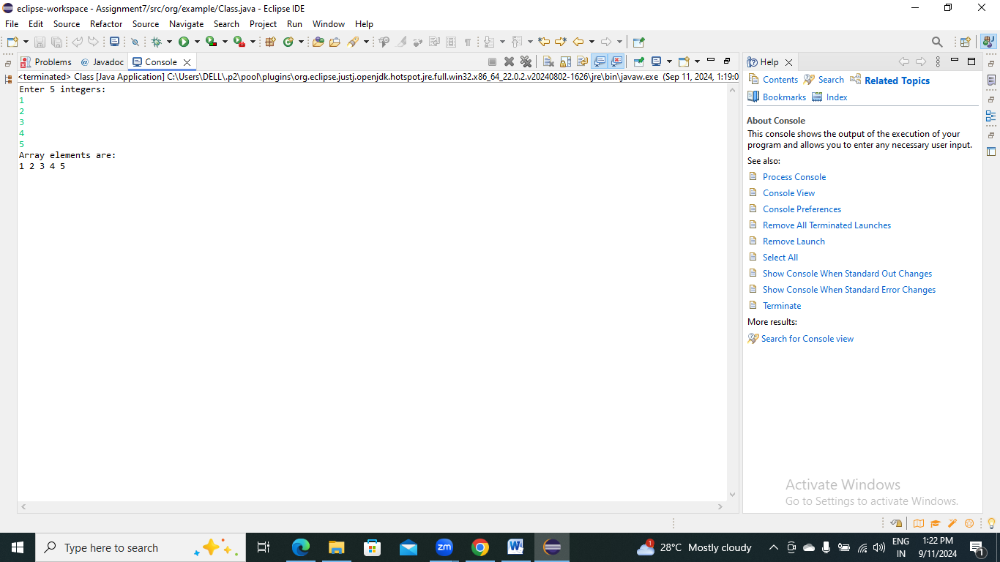 eclipse-workspace - Assignment7/src/org/example/Class.java - Eclipse IDE
File Edit Source Refactor Source Navigate Search Project Run Window Help
Problems @ Javadoc Console
<terminated> Class [Java Application] C:\Users\DELL\.p2\pool\plugins\org.eclipse.justj.openjdk.hotspot.jre.full.win32.x86_64_22.0.2.v20240802-1626\jre\bin\javaw.exe (Sep 11, 2024, 1:19:0
Enter 5 integers:
1
2
3
4
5
Array elements are:
1 2 3 4 5
Help
Contents Search Related Topics
Bookmarks Index
About Console
This console shows the output of the execution of your
program and allows you to enter any necessary user input.
See also:
Process Console
Console View
Console Preferences
Remove All Terminated Launches
Remove Launch
Select All
Show Console When Standard Out Changes
Show Console When Standard Error Changes
Terminate
More results:
Search for Console view
Activate Windows
Go to Settings to activate Windows.
Type here to search
zm
W
1
28°C Mostly cloudy
ENG
IN
1:22 PM
9/11/2024
1